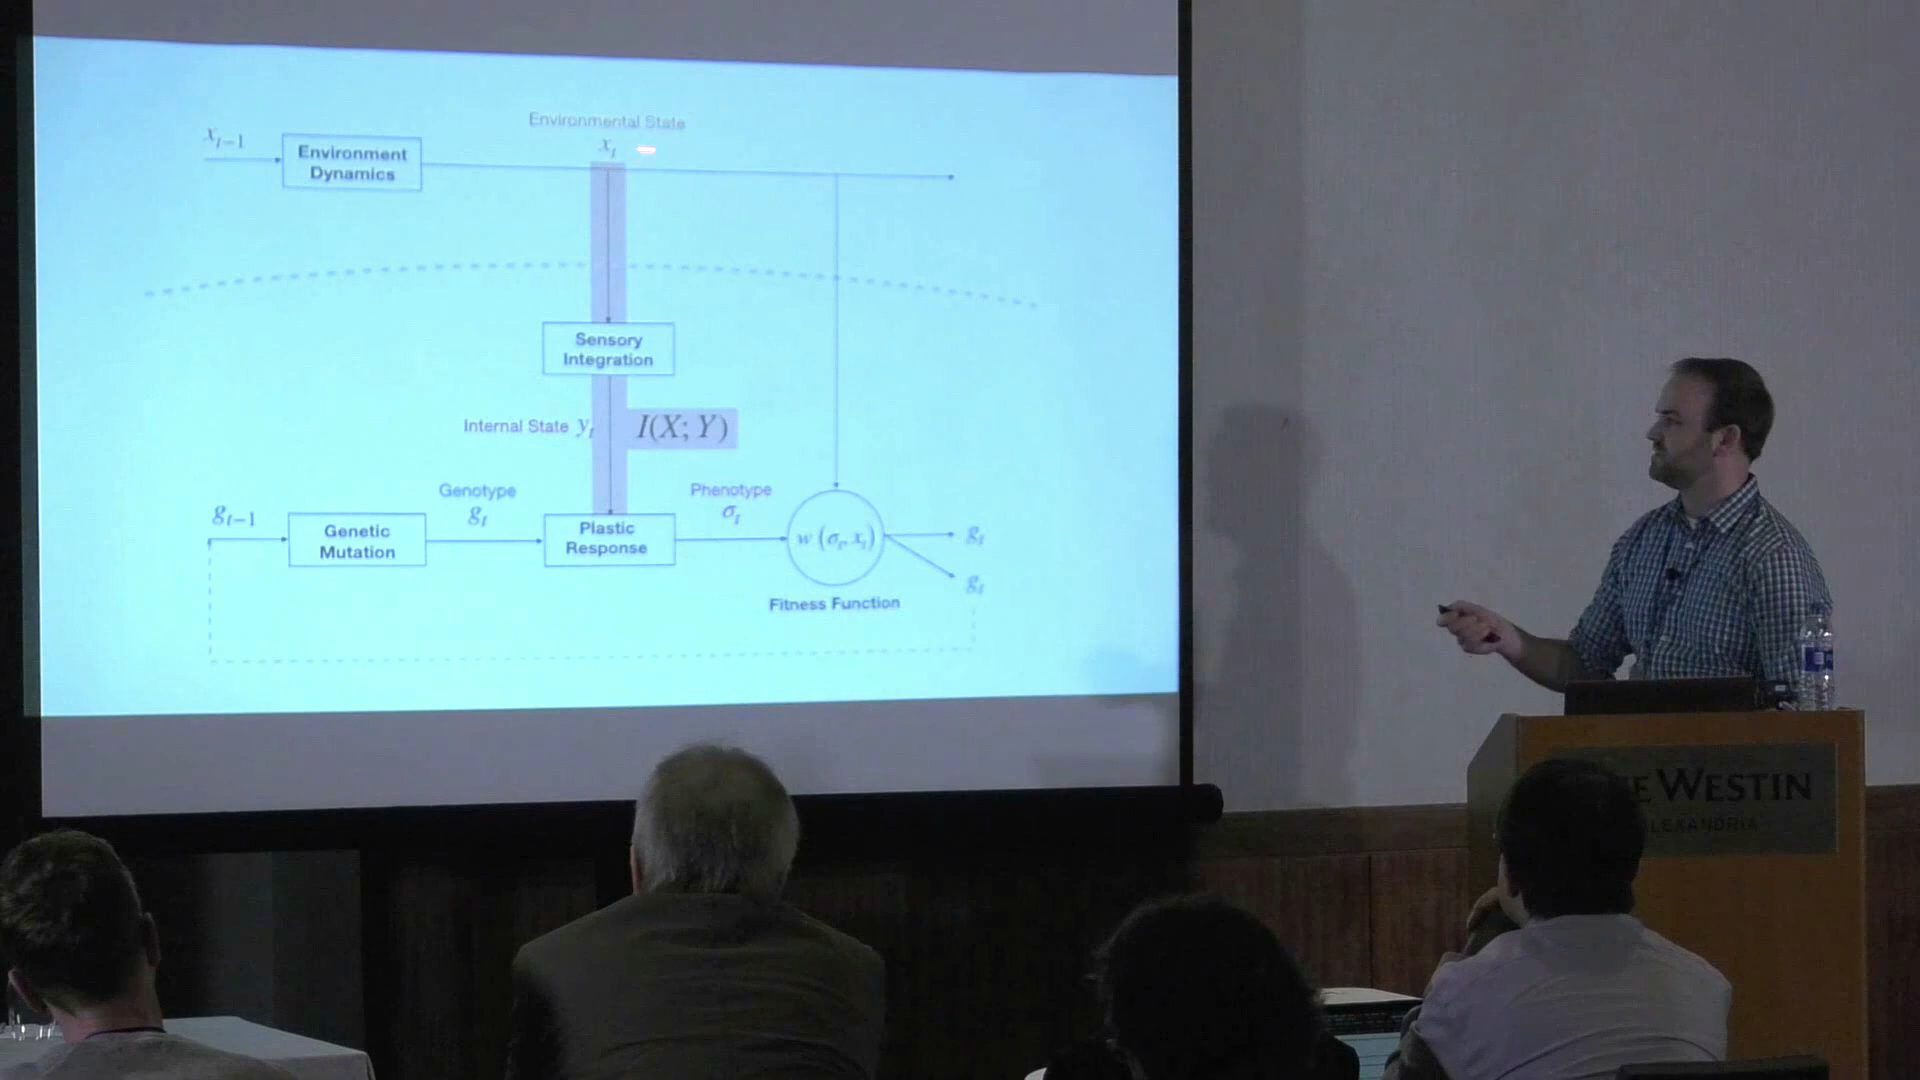 Environmental State
x_{t-1}
x_t
Environment
Dynamics
Sensory
Integration
Internal State y_t
I(X; Y)
Genotype
g_t
Phenotype
σ_t
g_{t-1}
Genetic
Mutation
Plastic
Response
w (σ_t, x_t)
g_t
g_t
Fitness Function
WESTIN
ALEXANDRIA